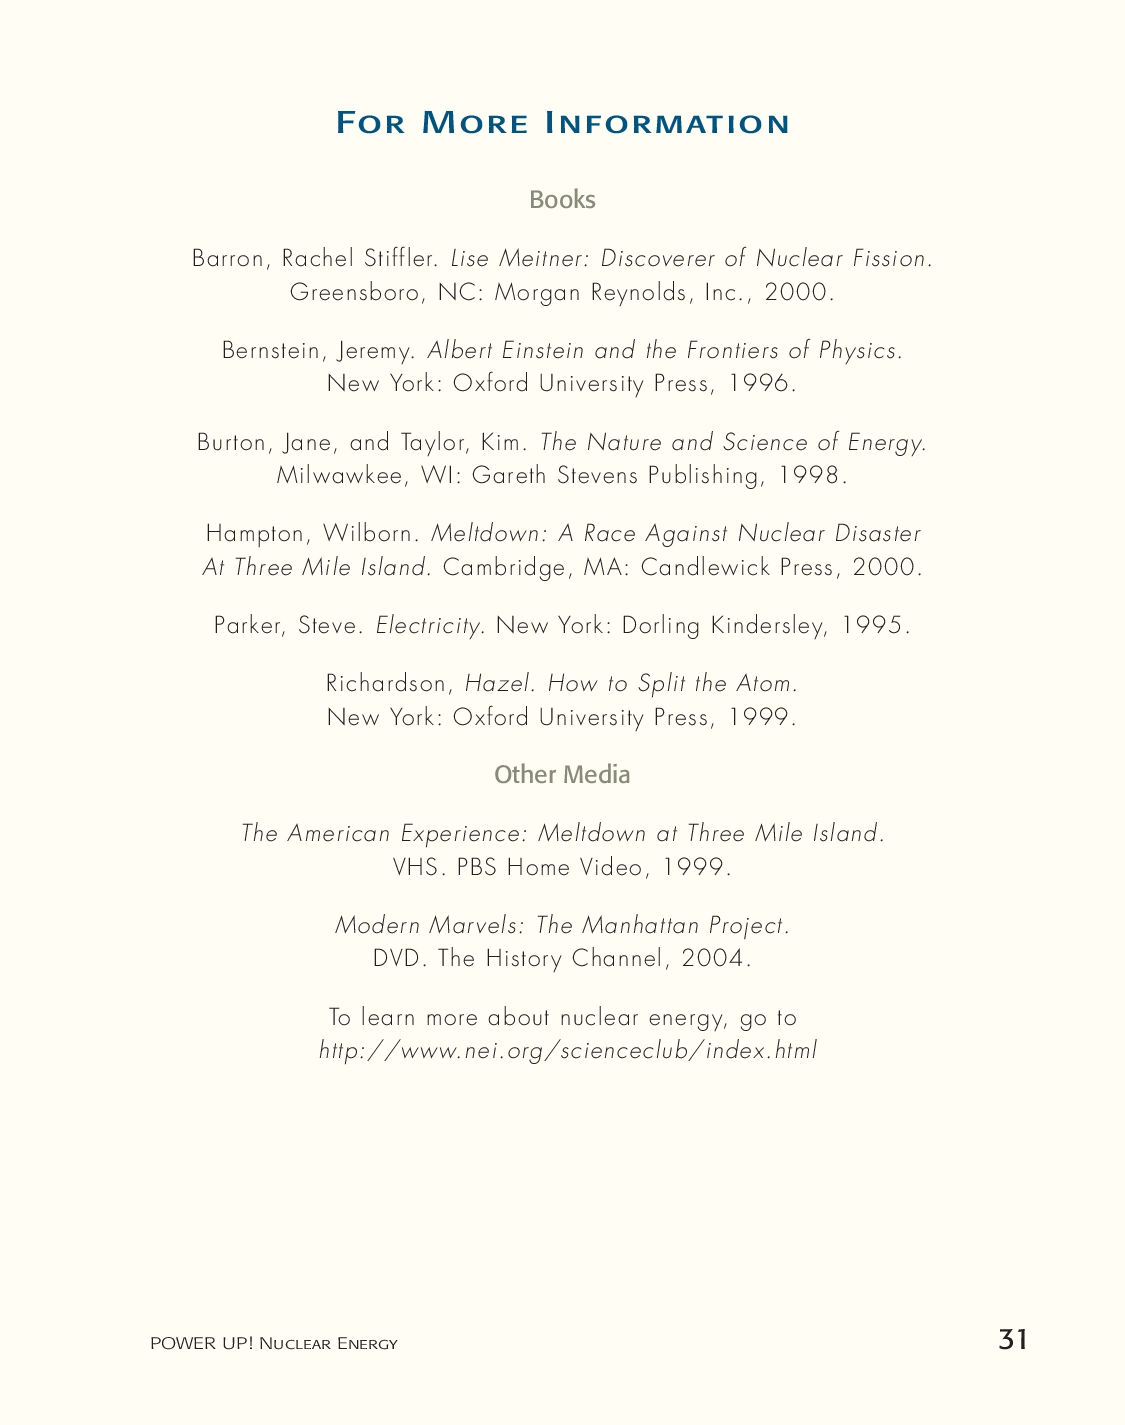 For More Information
Books
Barron, Rachel Stiffler. Lise Meitner: Discoverer of Nuclear Fission.
Greensboro, NC: Morgan Reynolds, Inc., 2000.
Bernstein, Jeremy. Albert Einstein and the Frontiers of Physics.
New York: Oxford University Press, 1996.
Burton, Jane, and Taylor, Kim. The Nature and Science of Energy.
Milwawkee, WI: Gareth Stevens Publishing, 1998.
Hampton, Wilborn. Meltdown: A Race Against Nuclear Disaster
At Three Mile Island. Cambridge, MA: Candlewick Press, 2000.
Parker, Steve. Electricity. New York: Dorling Kindersley, 1995.
Richardson, Hazel. How to Split the Atom.
New York: Oxford University Press, 1999.
Other Media
The American Experience: Meltdown at Three Mile Island.
VHS. PBS Home Video, 1999.
Modern Marvels: The Manhattan Project.
DVD. The History Channel, 2004.
To learn more about nuclear energy, go to
http://www.nei.org/scienceclub/index.html
POWER UP! Nuclear Energy 31